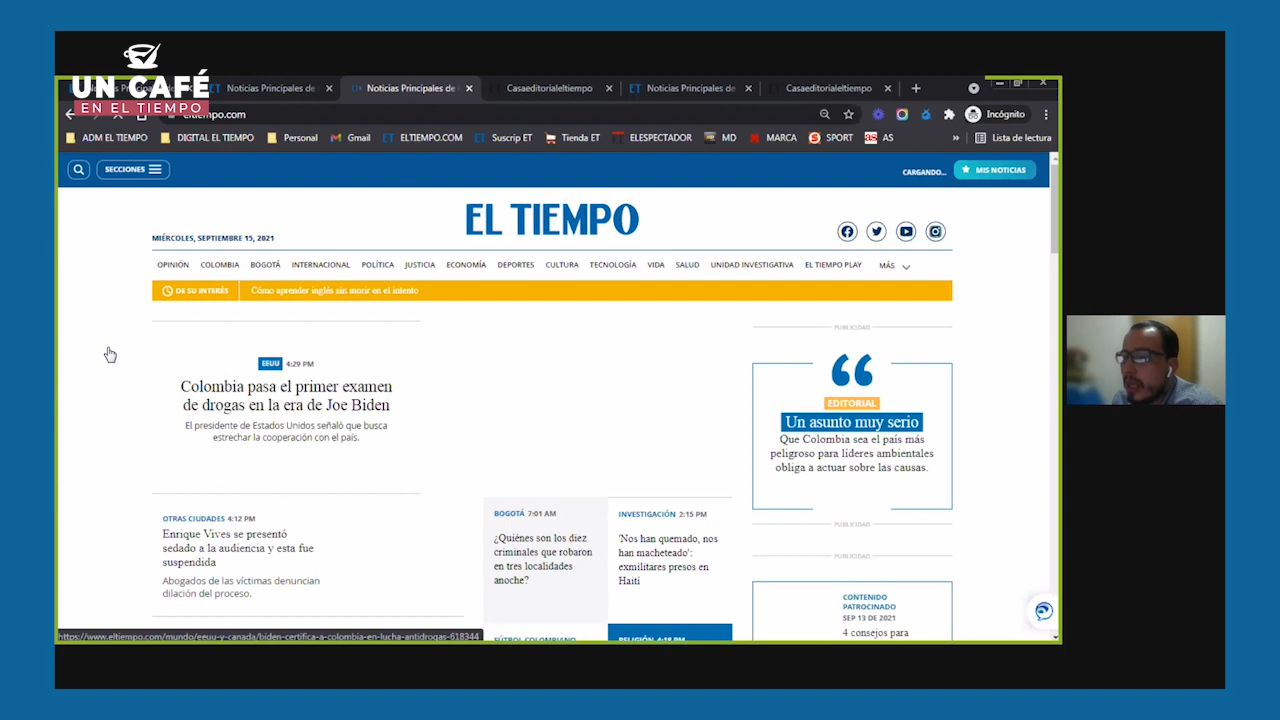 UN CAFÉ
EN EL TIEMPO
Noticias Principales de
Noticias Principales de
Casaeditorialeltiempo
Noticias Principales de
Casaeditorialeltiempo
eltiempo.com
Incógnito
ADM EL TIEMPO
DIGITAL EL TIEMPO
Personal
Gmail
ELTIEMPO.COM
Suscrip ET
Tienda ET
ELESPECTADOR
MD
MARCA
SPORT
AS
»
Lista de lectura
SECCIONES
CARGANDO...
MIS NOTICIAS
EL TIEMPO
MIÉRCOLES, SEPTIEMBRE 15, 2021
OPINIÓN COLOMBIA BOGOTÁ INTERNACIONAL POLÍTICA JUSTICIA ECONOMÍA DEPORTES CULTURA TECNOLOGÍA VIDA SALUD UNIDAD INVESTIGATIVA EL TIEMPO PLAY MÁS
DE SU INTERÉS Cómo aprender inglés sin morir en el intento
EEUU 4:29 PM
Colombia pasa el primer examen
de drogas en la era de Joe Biden
El presidente de Estados Unidos señaló que busca
estrechar la cooperación con el país.
PUBLICIDAD
EDITORIAL
Un asunto muy serio
Que Colombia sea el país más
peligroso para líderes ambientales
obliga a actuar sobre las causas.
OTRAS CIUDADES 4:12 PM
Enrique Vives se presentó
sedado a la audiencia y esta fue
suspendida
Abogados de las víctimas denuncian
dilación del proceso.
BOGOTÁ 7:01 AM
¿Quiénes son los diez
criminales que robaron
en tres localidades
anoche?
INVESTIGACIÓN 2:15 PM
'Nos han quemado, nos
han macheteado':
exmilitares presos en
Haití
PUBLICIDAD
PUBLICIDAD
CONTENIDO
PATROCINADO
SEP 13 DE 2021
4 consejos para
FÚTBOL COLOMBIANO
RELIGIÓN 4:18 PM
https://www.eltiempo.com/mundo/eeuu-y-canada/biden-certifica-a-colombia-en-lucha-antidrogas-618344